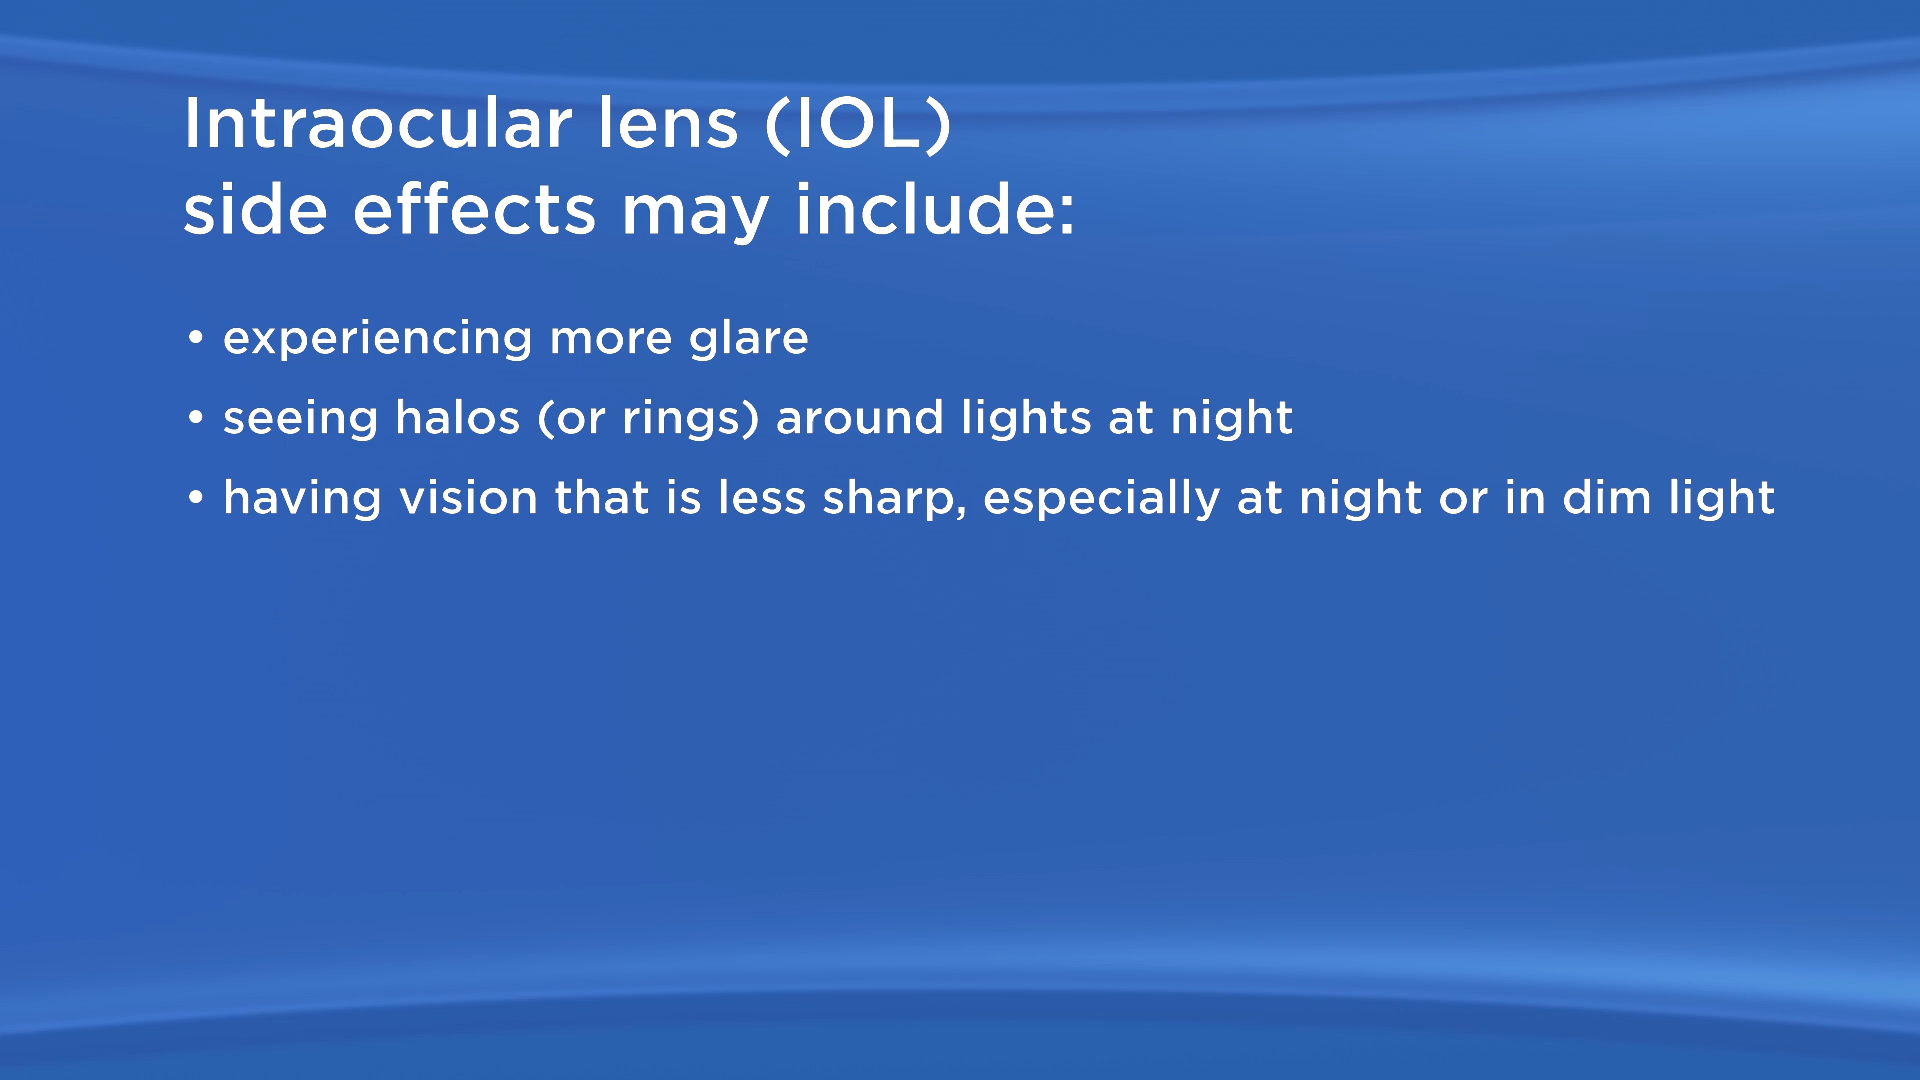 Intraocular lens (IOL)
side effects may include:
• experiencing more glare
• seeing halos (or rings) around lights at night
• having vision that is less sharp, especially at night or in dim light